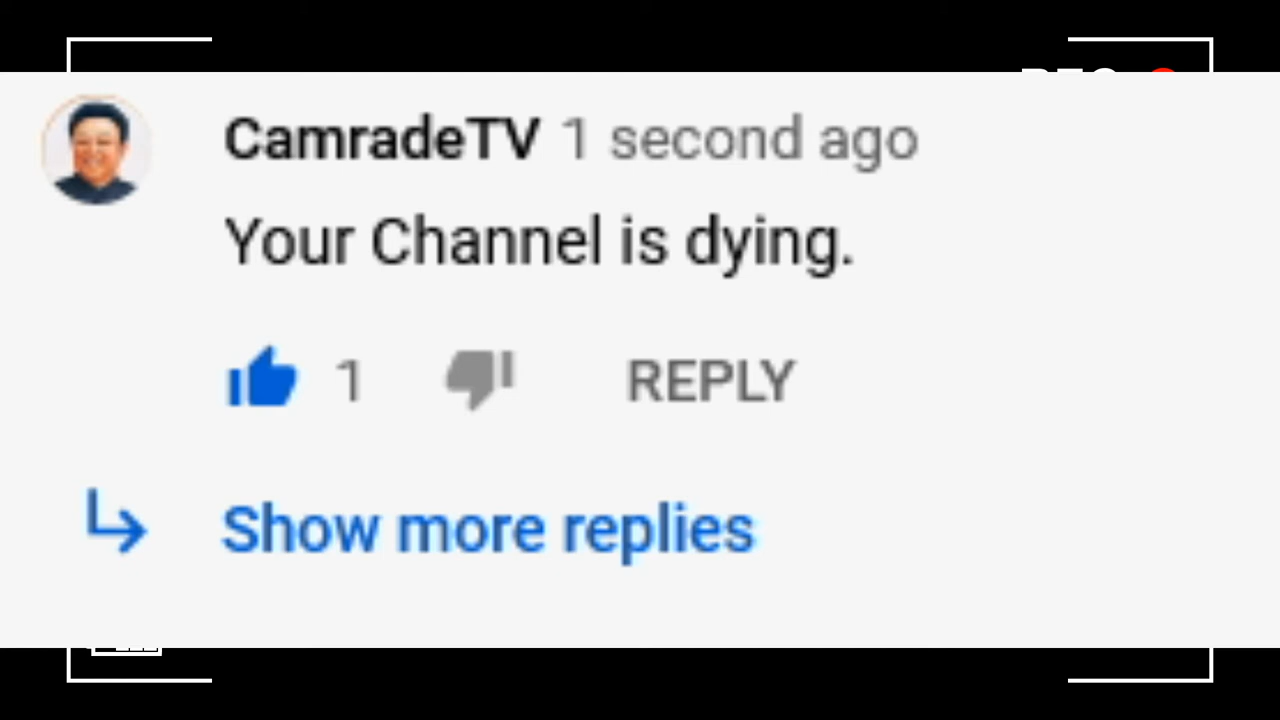 CamradeTV 1 second ago
Your Channel is dying.
1 REPLY
Show more replies